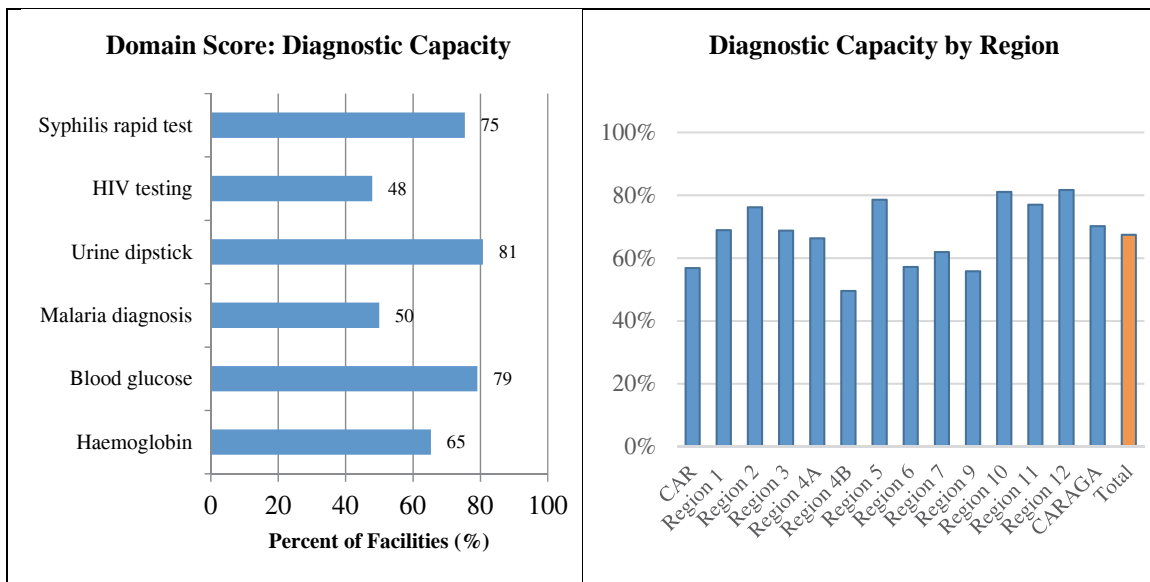 Domain Score: Diagnostic Capacity
Syphilis rapid test
75
HIV testing
48
Urine dipstick
81
Malaria diagnosis
50
Blood glucose
79
Haemoglobin
65
0 20 40 60 80 100
Percent of Facilities (%)
Diagnostic Capacity by Region
100%
80%
60%
40%
20%
0%
CAR
Region 1
Region 2
Region 3
Region 4A
Region 4B
Region 5
Region 6
Region 7
Region 9
Region 10
Region 11
Region 12
CARAGA
Total